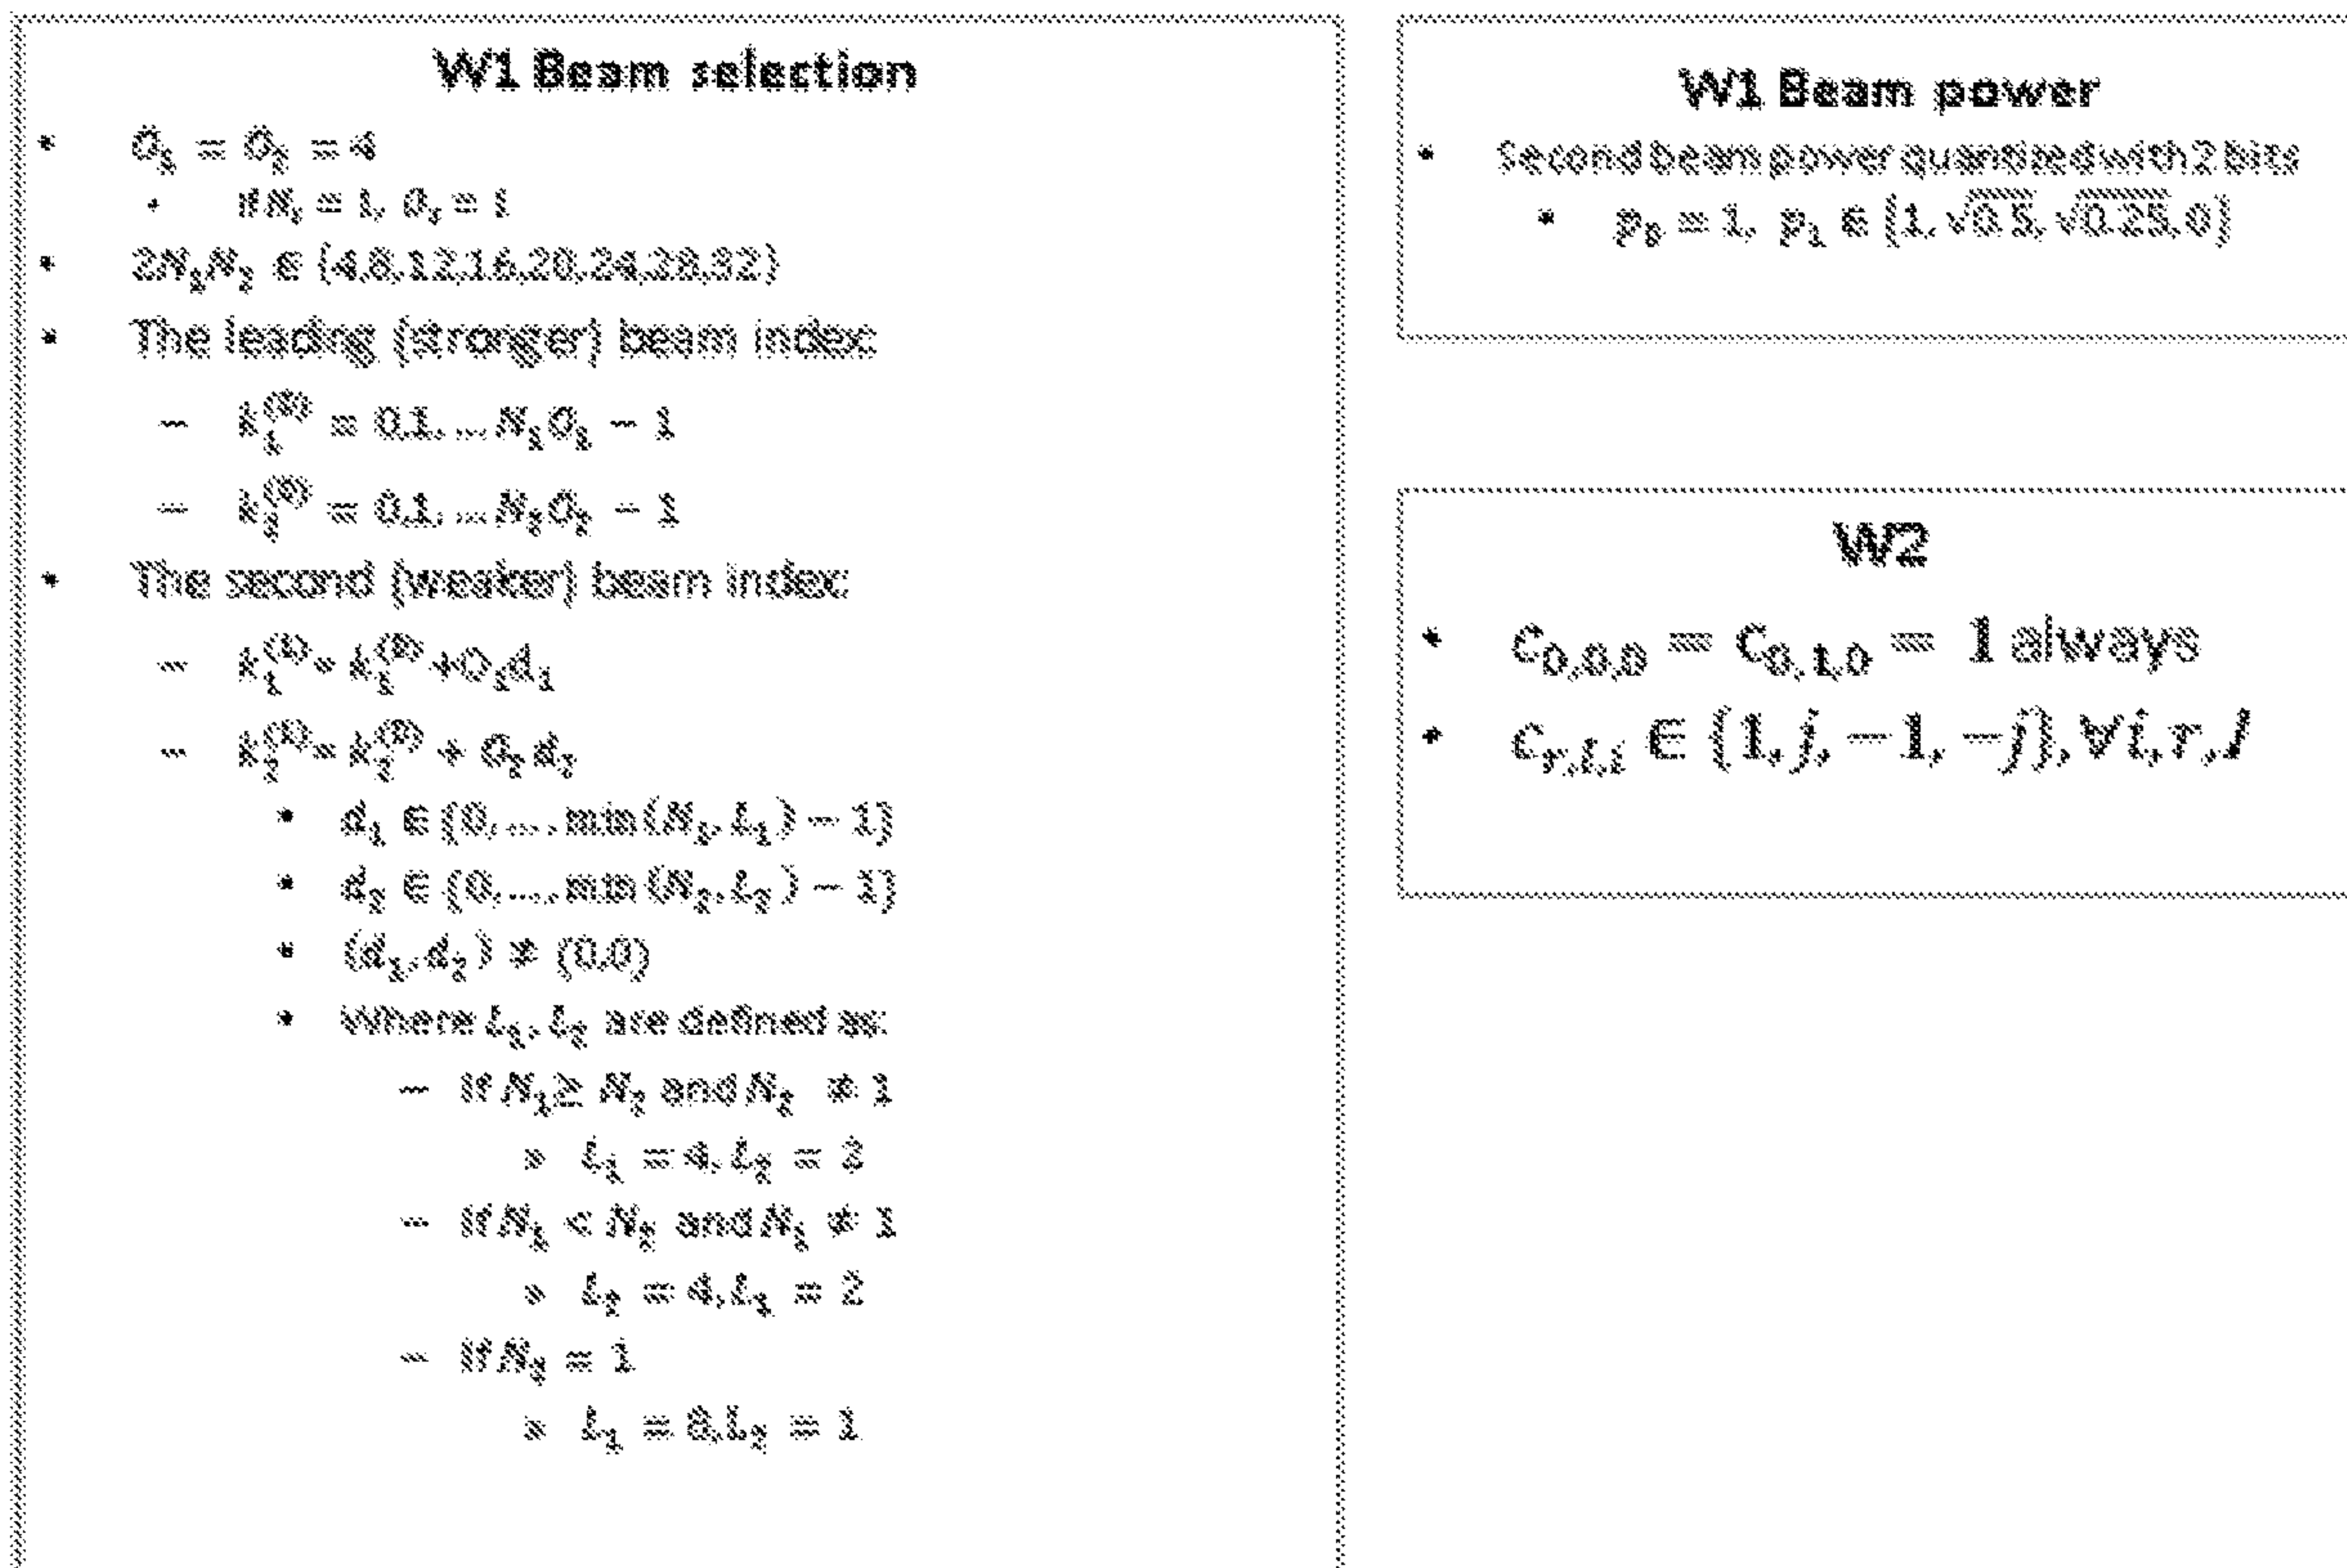 W1 Beam selection
• O₁ = O₂ = 4
• If N₂ = 1, O₂ = 1
• 2N₁N₂ ∈ {4,8,12,16,20,24,28,32}
• The leading (stronger) beam index:
– k₁⁽⁰⁾ = 0,1, ... N₁O₁ − 1
– k₂⁽⁰⁾ = 0,1, ... N₂O₂ − 1
• The second (weaker) beam index:
– k₁⁽¹⁾ = k₁⁽⁰⁾ + O₁d₁
– k₂⁽¹⁾ = k₂⁽⁰⁾ + O₂d₂
• d₁ ∈ {0, ..., min(N₁, L₁) − 1}
• d₂ ∈ {0, ..., min(N₂, L₂) − 1}
• (d₁, d₂) ≠ (0,0)
• Where L₁, L₂ are defined as:
– If N₁ ≥ N₂ and N₂ ≠ 1
» L₁ = 4, L₂ = 2
– If N₁ < N₂ and N₁ ≠ 1
» L₂ = 4, L₁ = 2
– If N₂ = 1
» L₁ = 8, L₂ = 1
W1 Beam power
• Second beam power quantized with 2 bits
• p₀ = 1, p₁ ∈ {1, √0.5, √0.25, 0}
W2
• c₀,₀,₀ = c₀,₁,₀ = 1 always
• c_{r,l,i} ∈ {1, j, −1, −j}, ∀i, r, l